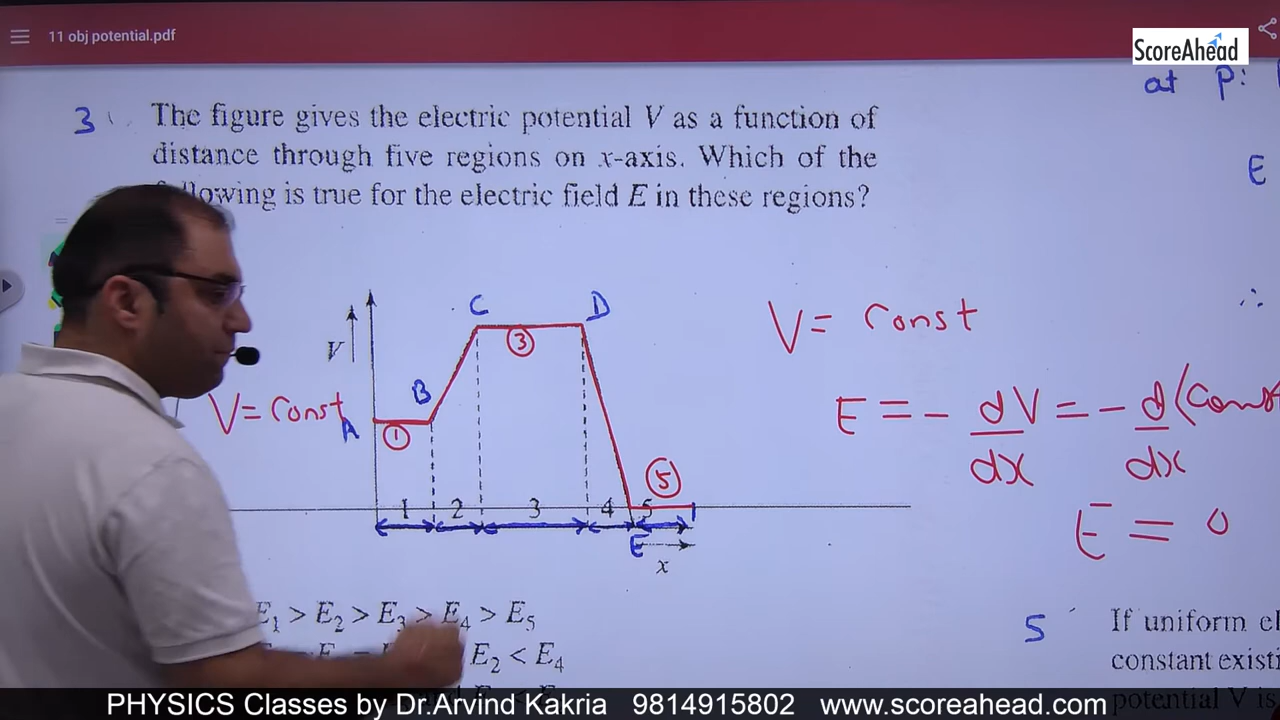 11 obj potential.pdf
ScoreAhead
at P:
E
3
The figure gives the electric potential V as a function of
distance through five regions on x-axis. Which of the
following is true for the electric field E in these regions?
C
D
V
3
B
V = Const
A
1
5
1 2 3 4 5
E
x
V = Const
∴
E = - dV/dx = - d/dx (Const
E = 0
E₁ > E₂ > E₃ > E₄ > E₅
E₂ < E₄
5
If uniform el
constant existi
potential V is
PHYSICS Classes by Dr.Arvind Kakria 9814915802 www.scoreahead.com